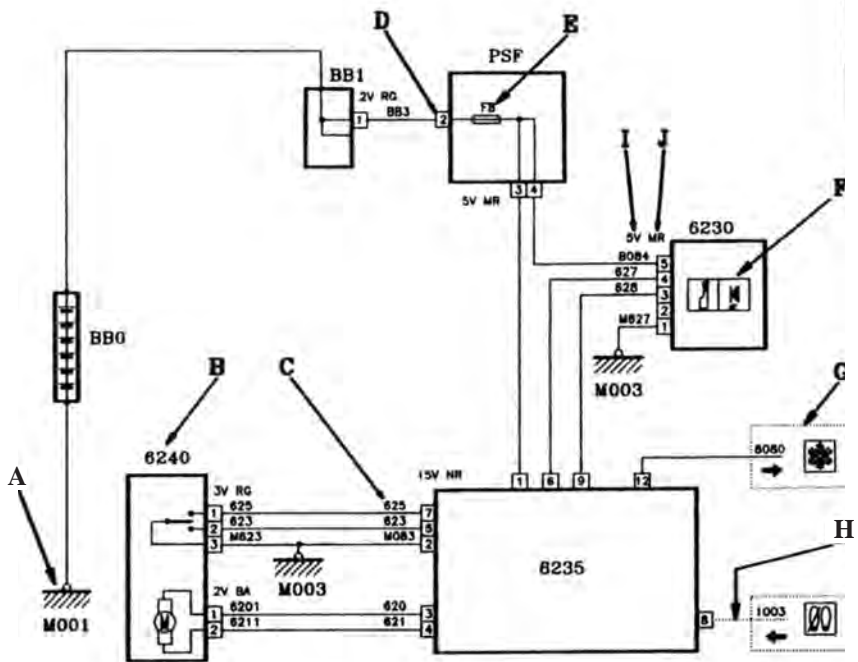 D
E
PSF
BB1
2V RG
1
BB3
2
F8
I
J
3
4
5V MR
5V MR
6230
F
8084
5
627
4
628
3
2
M627
1
M003
BB0
B
C
G
6240
8080
A
15V NR
1
6
9
12
3V RG
1
625
625
7
2
623
623
5
3
M623
M083
2
H
M003
6235
M001
2V BA
M
1
6201
620
3
2
6211
621
4
8
1003